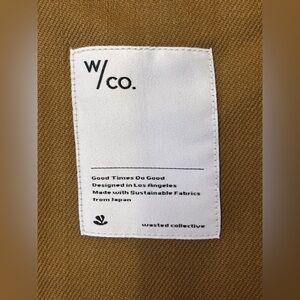 W/
CO.
Good Times Do Good
Designed in Los Angeles
Made with Sustainable Fabrics
from Japan
wasted collective